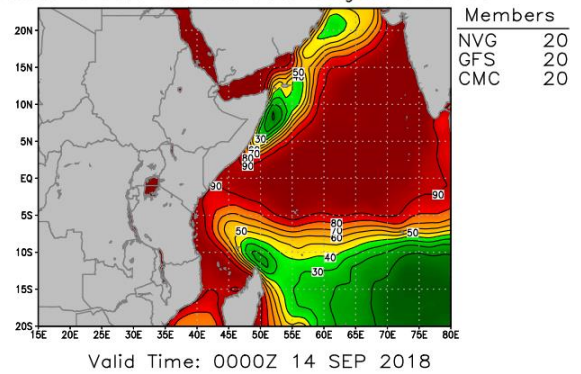 Members
NVG 20
GFS 20
CMC 20
20N
15N
10N
5N
EQ
5S
10S
15S
20S
50
40
30
80
90
90
90
80
70
60
50
50
40
30
15E 20E 25E 30E 35E 40E 45E 50E 55E 60E 65E 70E 75E 80E
Valid Time: 0000Z 14 SEP 2018